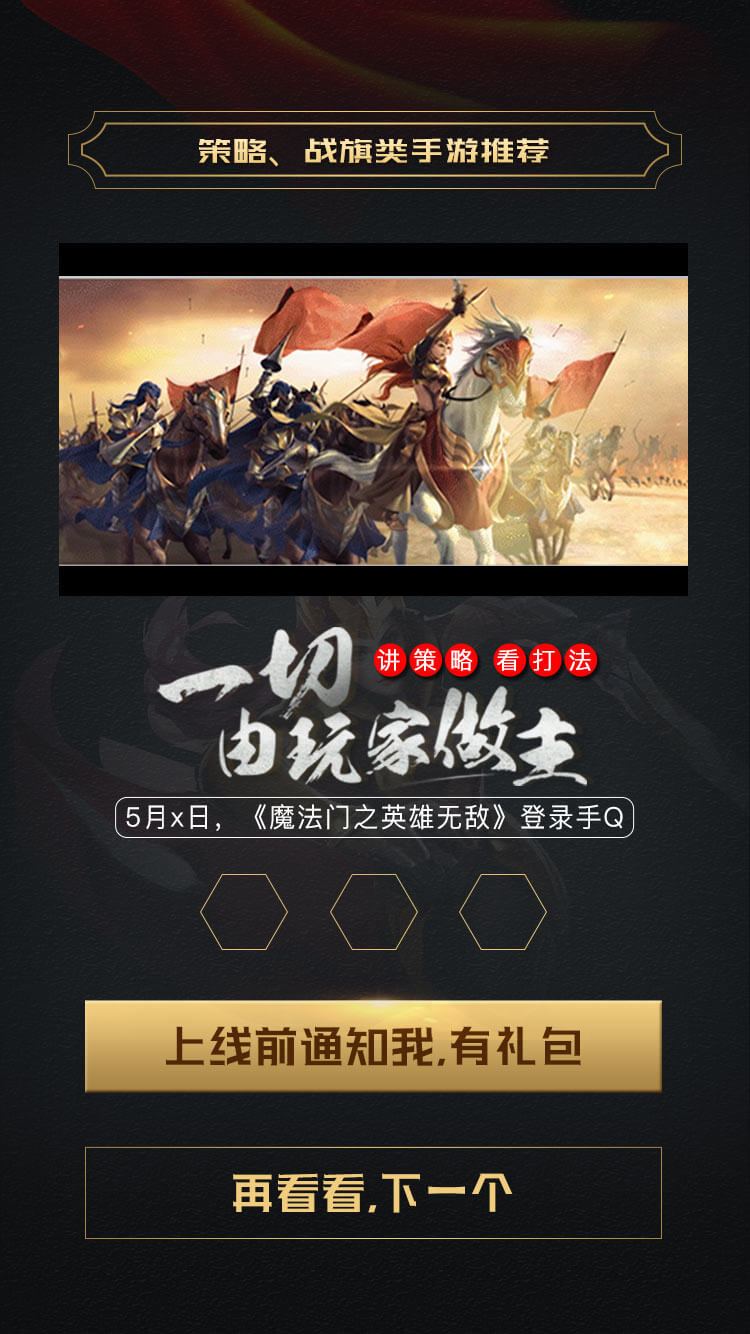 策略、战旗类手游推荐
讲策略 看打法
一切
由玩家做主
5月x日，《魔法门之英雄无敌》登录手Q
上线前通知我,有礼包
再看看,下一个